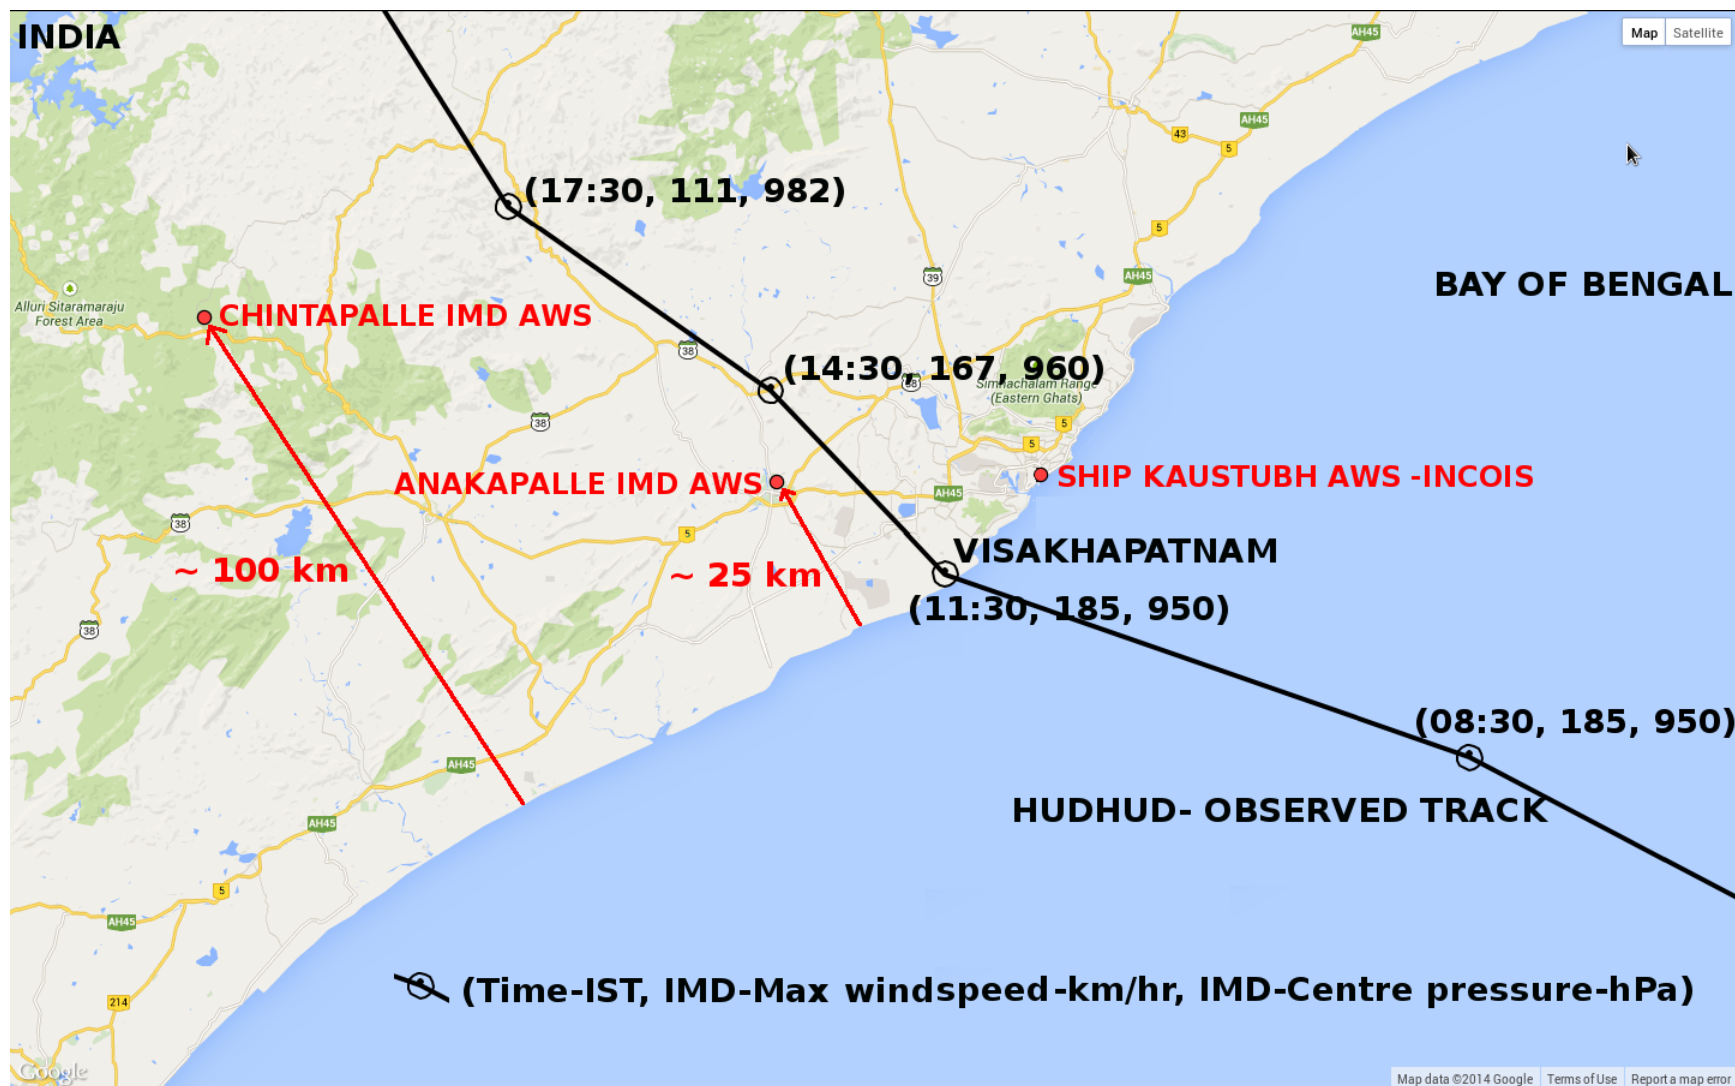 INDIA
Map Satellite
AH45
AH45
43
5
(17:30, 111, 982)
5
39
AH45
BAY OF BENGAL
Alluri Sitaramaraju
Forest Area
CHINTAPALLE IMD AWS
38
(14:30, 167, 960)
38
Simhachalam Range
(Eastern Ghats)
38
5
5
ANAKAPALLE IMD AWS
SHIP KAUSTUBH AWS -INCOIS
AH45
38
5
VISAKHAPATNAM
~ 100 km
~ 25 km
(11:30, 185, 950)
38
(08:30, 185, 950)
AH45
HUDHUD- OBSERVED TRACK
AH45
5
AH45
(Time-IST, IMD-Max windspeed-km/hr, IMD-Centre pressure-hPa)
214
Google
Map data ©2014 Google Terms of Use Report a map error